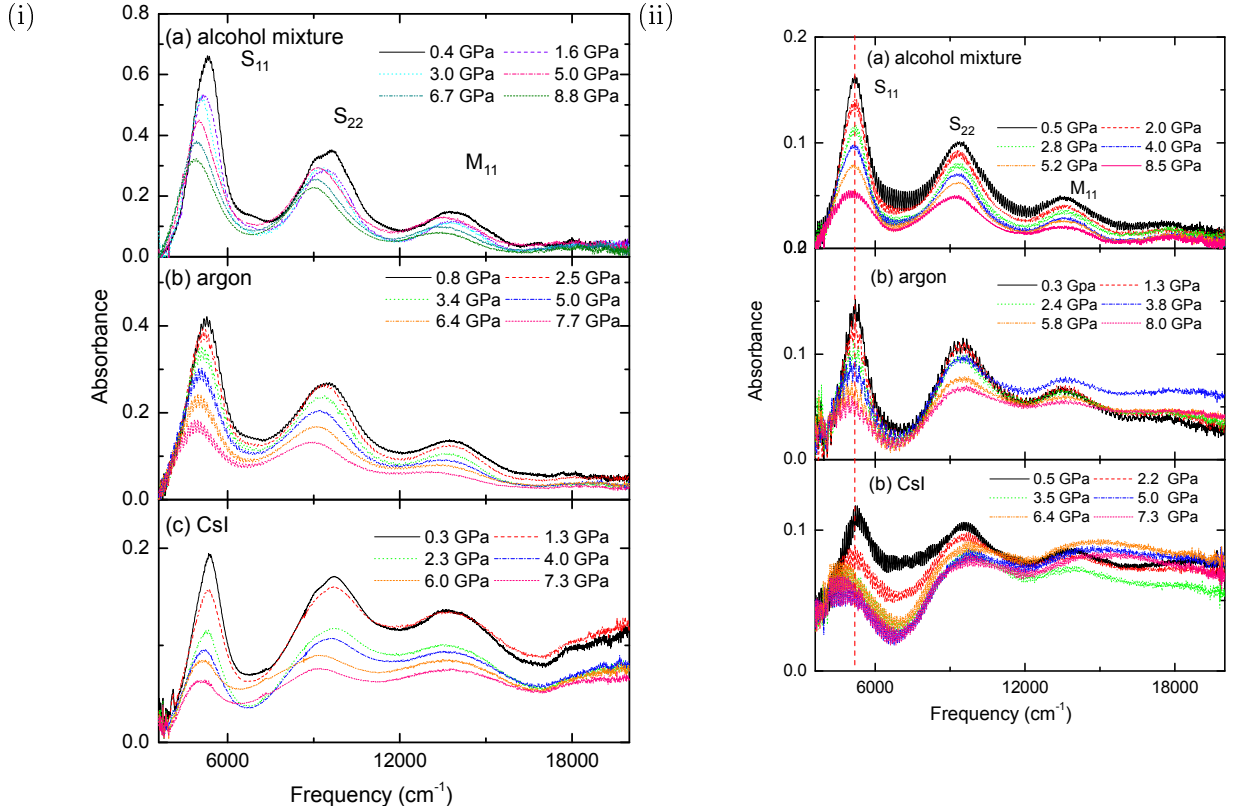 (i)
Absorbance
0.8
0.6
0.4
0.2
0.0
(a) alcohol mixture
S11
S22
M11
0.4 GPa 1.6 GPa
3.0 GPa 5.0 GPa
6.7 GPa 8.8 GPa
0.4
0.2
0.0
(b) argon
0.8 GPa 2.5 GPa
3.4 GPa 5.0 GPa
6.4 GPa 7.7 GPa
0.2
0.1
0.0
(c) CsI
0.3 GPa 1.3 GPa
2.3 GPa 4.0 GPa
6.0 GPa 7.3 GPa
6000 12000 18000
Frequency (cm-1)
(ii)
Absorbance
0.2
0.1
(a) alcohol mixture
S11
S22
M11
0.5 GPa 2.0 GPa
2.8 GPa 4.0 GPa
5.2 GPa 8.5 GPa
0.1
0.0
(b) argon
0.3 Gpa 1.3 GPa
2.4 GPa 3.8 GPa
5.8 GPa 8.0 GPa
0.1
0.0
(b) CsI
0.5 GPa 2.2 GPa
3.5 GPa 5.0 GPa
6.4 GPa 7.3 GPa
6000 12000 18000
Frequency (cm-1)